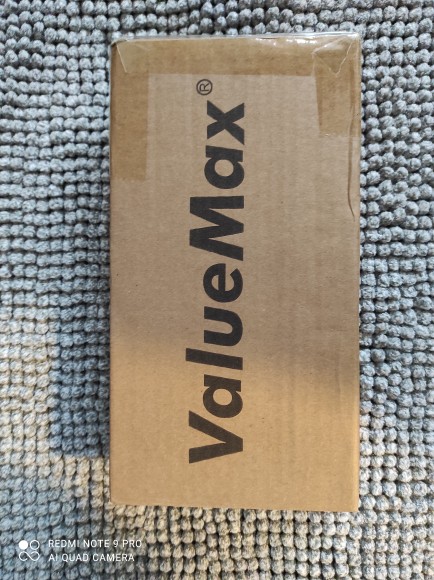 ValueMax®
REDMI NOTE 9 PRO
AI QUAD CAMERA